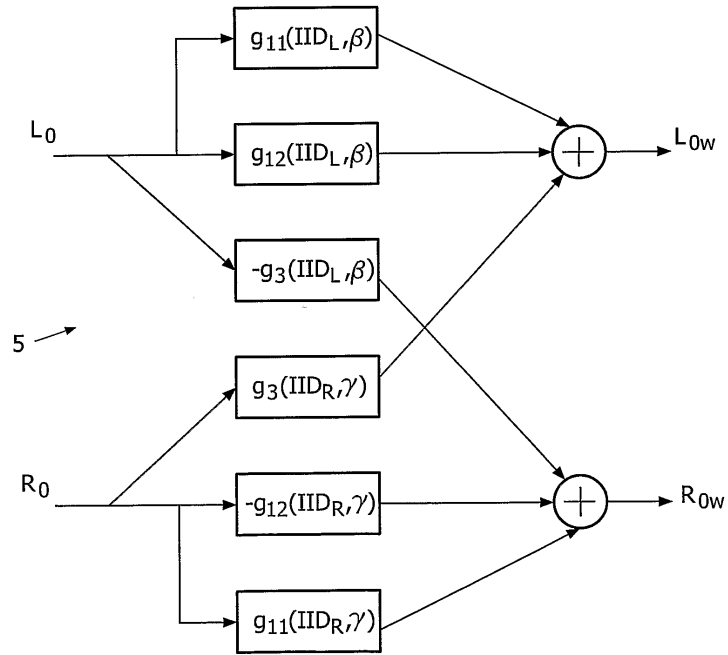 g11(IIDL,β)
L0
g12(IIDL,β)
L0w
-g3(IIDL,β)
5
g3(IIDR,γ)
R0
-g12(IIDR,γ)
R0w
g11(IIDR,γ)